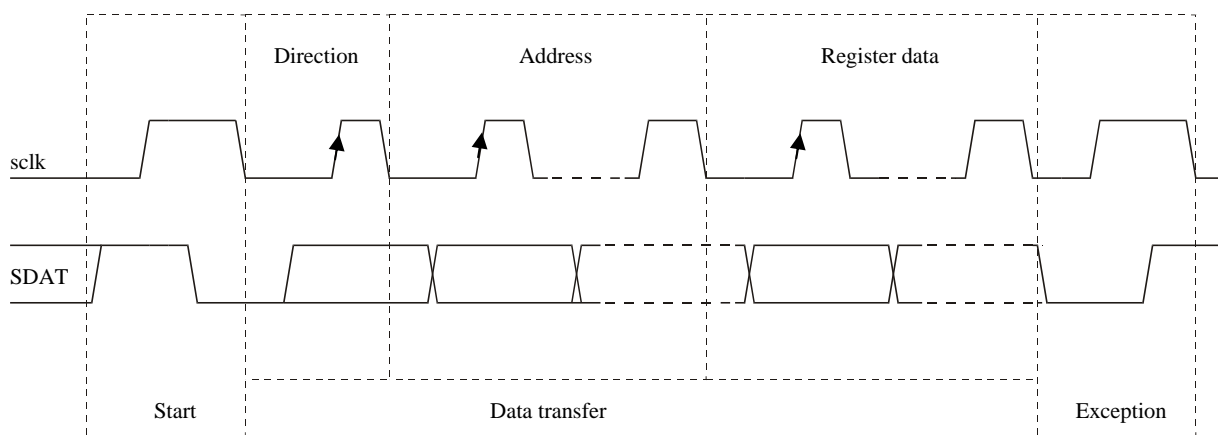 Direction
Address
Register data
sclk
SDAT
Start
Data transfer
Exception